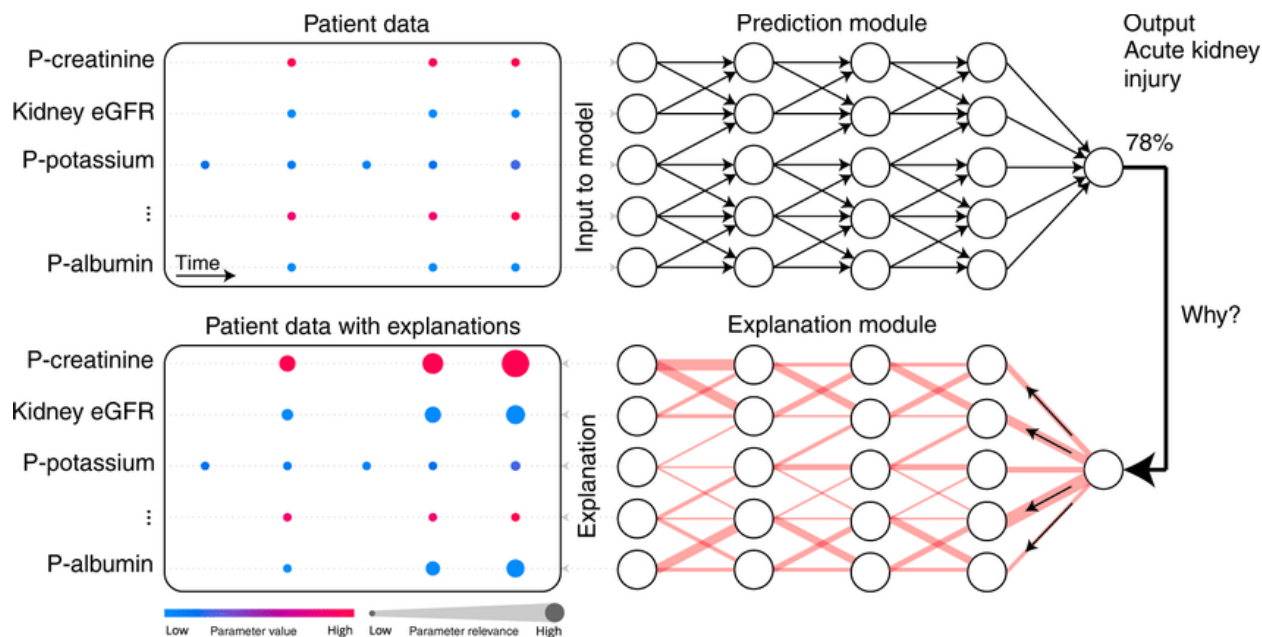 Patient data
Prediction module
Output
Acute kidney
injury
P-creatinine
Kidney eGFR
P-potassium
...
P-albumin
Time
Input to model
78%
Why?
Patient data with explanations
Explanation module
P-creatinine
Kidney eGFR
P-potassium
...
P-albumin
Explanation
Low Parameter value High
Low Parameter relevance High